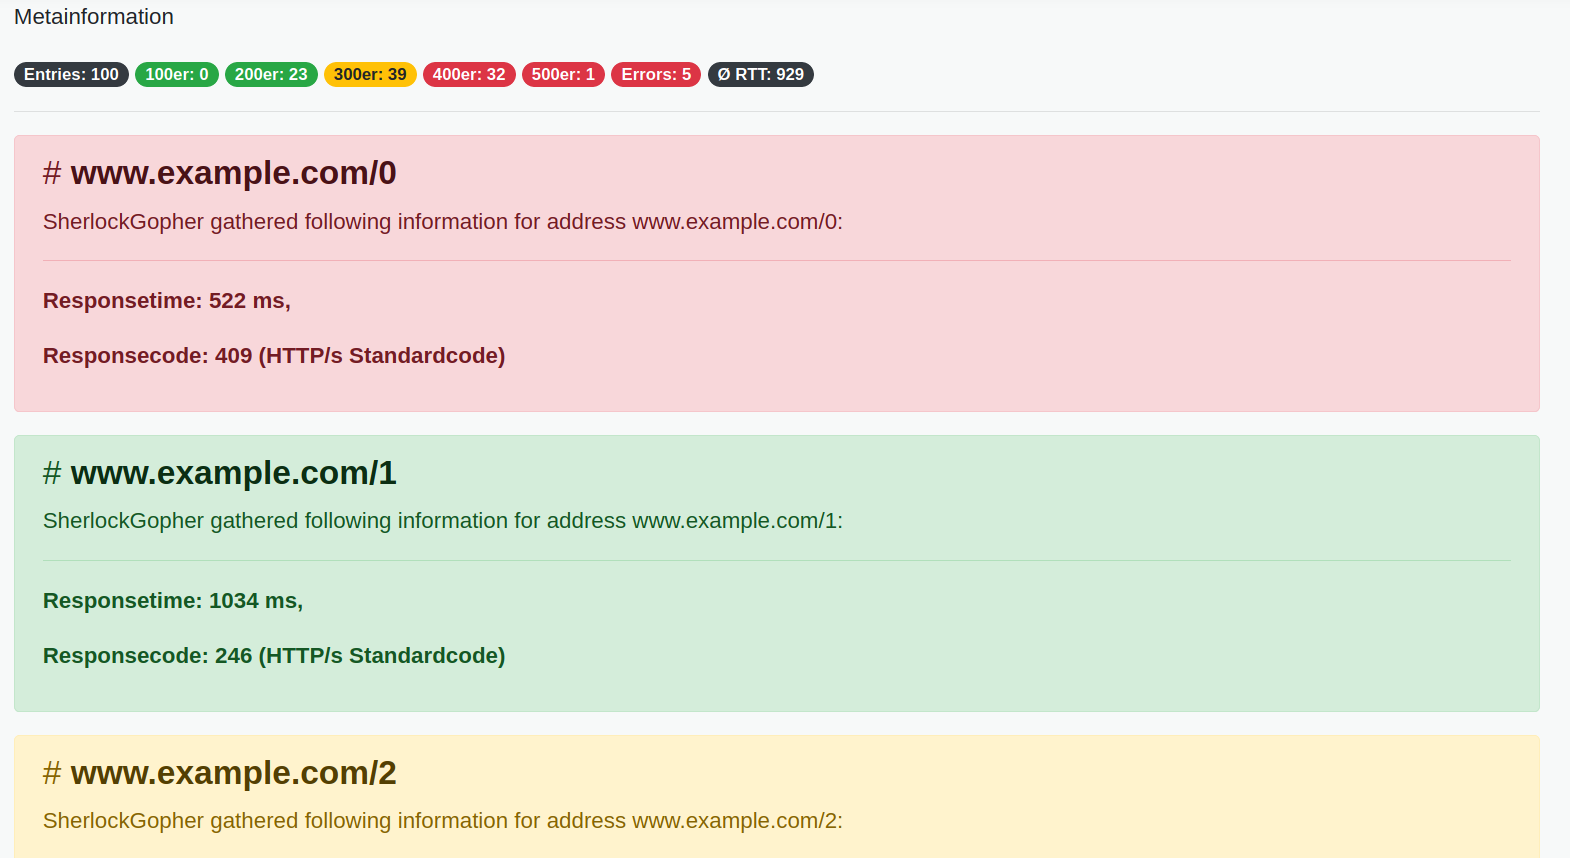 Metainformation
Entries: 100 100er: 0 200er: 23 300er: 39 400er: 32 500er: 1 Errors: 5 Ø RTT: 929
# www.example.com/0
SherlockGopher gathered following information for address www.example.com/0:
Responsetime: 522 ms,
Responsecode: 409 (HTTP/s Standardcode)
# www.example.com/1
SherlockGopher gathered following information for address www.example.com/1:
Responsetime: 1034 ms,
Responsecode: 246 (HTTP/s Standardcode)
# www.example.com/2
SherlockGopher gathered following information for address www.example.com/2: